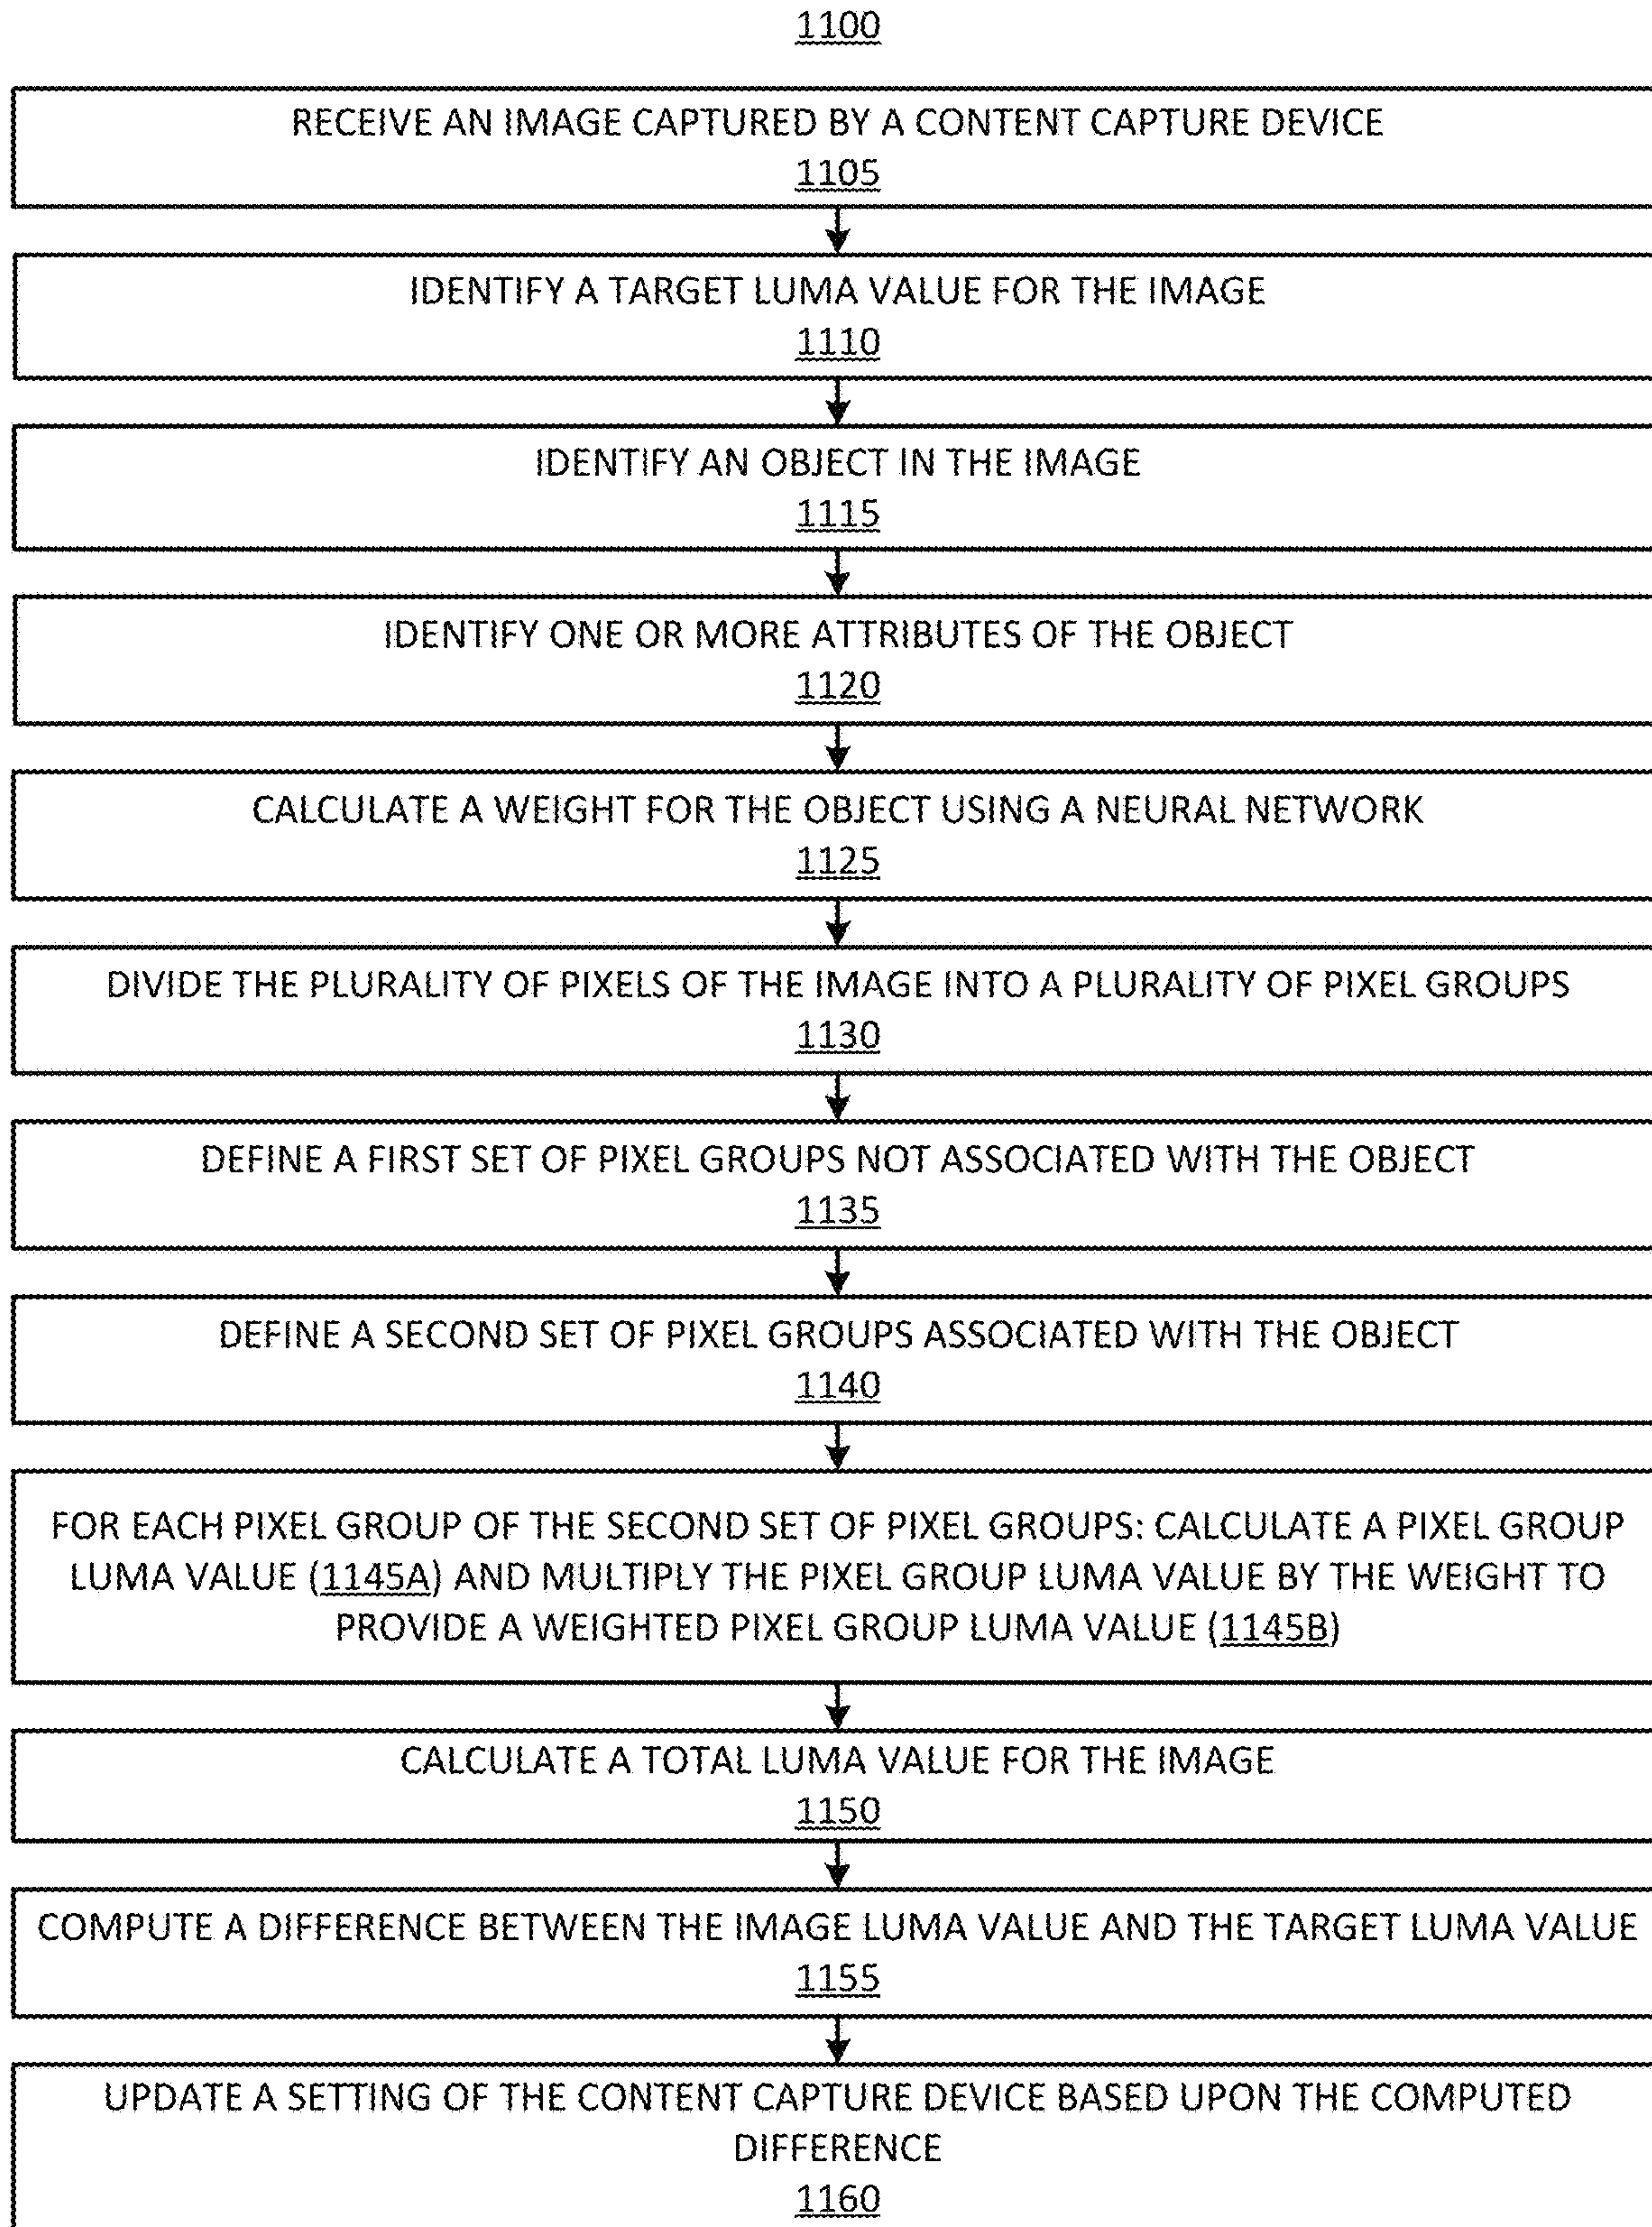 1100
RECEIVE AN IMAGE CAPTURED BY A CONTENT CAPTURE DEVICE
1105
IDENTIFY A TARGET LUMA VALUE FOR THE IMAGE
1110
IDENTIFY AN OBJECT IN THE IMAGE
1115
IDENTIFY ONE OR MORE ATTRIBUTES OF THE OBJECT
1120
CALCULATE A WEIGHT FOR THE OBJECT USING A NEURAL NETWORK
1125
DIVIDE THE PLURALITY OF PIXELS OF THE IMAGE INTO A PLURALITY OF PIXEL GROUPS
1130
DEFINE A FIRST SET OF PIXEL GROUPS NOT ASSOCIATED WITH THE OBJECT
1135
DEFINE A SECOND SET OF PIXEL GROUPS ASSOCIATED WITH THE OBJECT
1140
FOR EACH PIXEL GROUP OF THE SECOND SET OF PIXEL GROUPS: CALCULATE A PIXEL GROUP
LUMA VALUE (1145A) AND MULTIPLY THE PIXEL GROUP LUMA VALUE BY THE WEIGHT TO
PROVIDE A WEIGHTED PIXEL GROUP LUMA VALUE (1145B)
CALCULATE A TOTAL LUMA VALUE FOR THE IMAGE
1150
COMPUTE A DIFFERENCE BETWEEN THE IMAGE LUMA VALUE AND THE TARGET LUMA VALUE
1155
UPDATE A SETTING OF THE CONTENT CAPTURE DEVICE BASED UPON THE COMPUTED
DIFFERENCE
1160